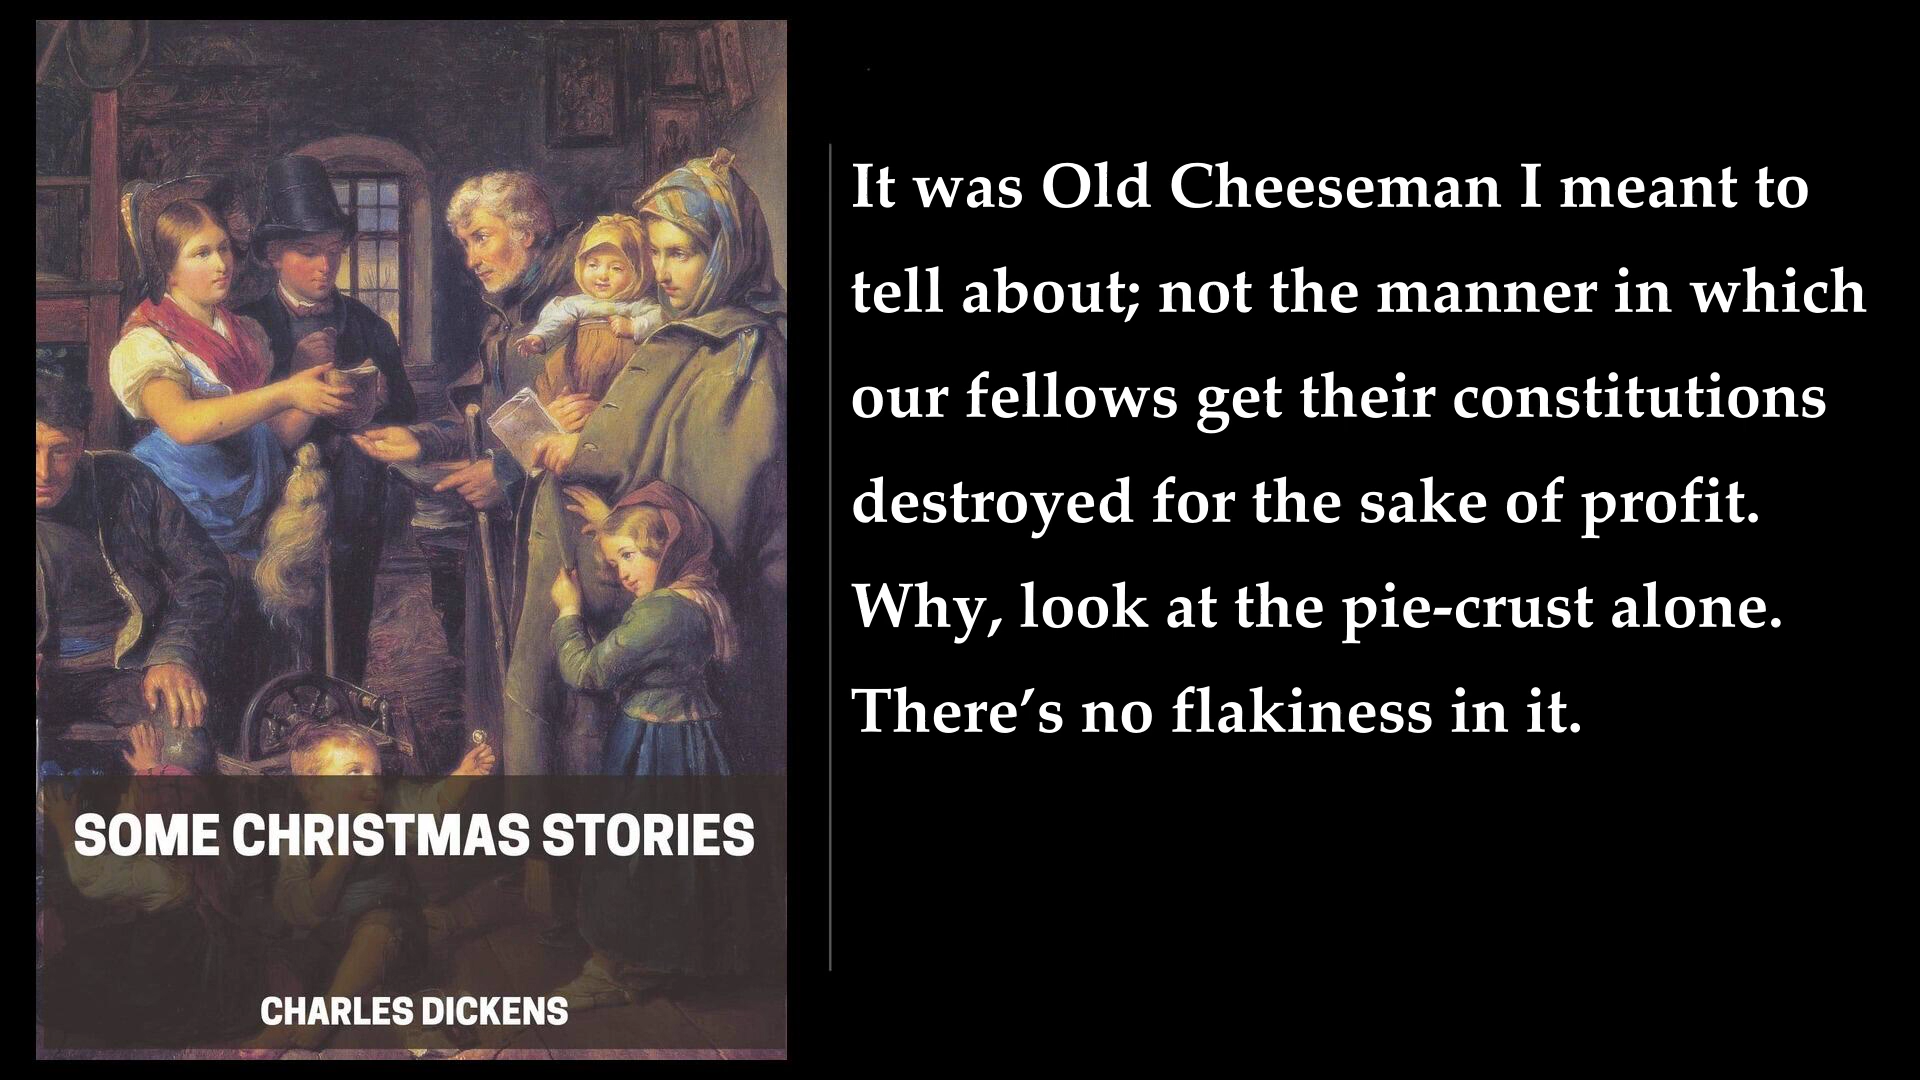 It was Old Cheeseman I meant to
tell about; not the manner in which
our fellows get their constitutions
destroyed for the sake of profit.
Why, look at the pie-crust alone.
There’s no flakiness in it.
SOME CHRISTMAS STORIES
CHARLES DICKENS